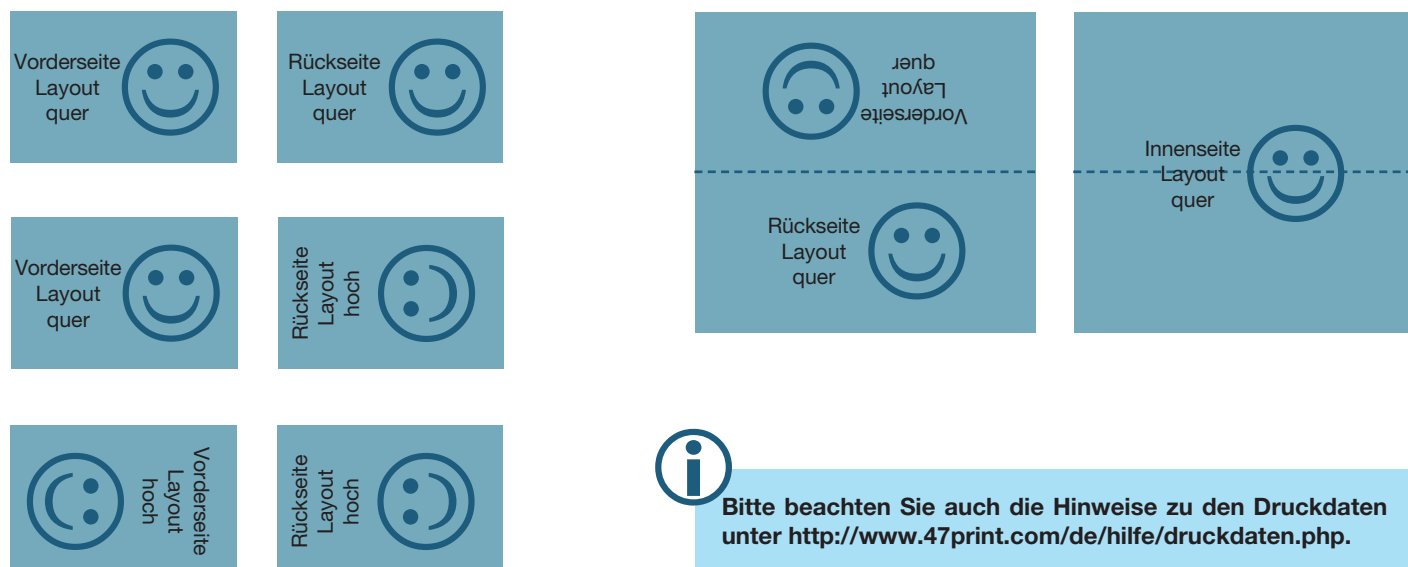 Vorderseite
Layout
quer
Rückseite
Layout
quer
Vorderseite
Layout
quer
Rückseite
Layout
hoch
Vorderseite
Layout
hoch
Rückseite
Layout
hoch
Vorderseite
Layout
quer
Rückseite
Layout
quer
Innenseite
Layout
quer
Bitte beachten Sie auch die Hinweise zu den Druckdaten
unter http://www.47print.com/de/hilfe/druckdaten.php.